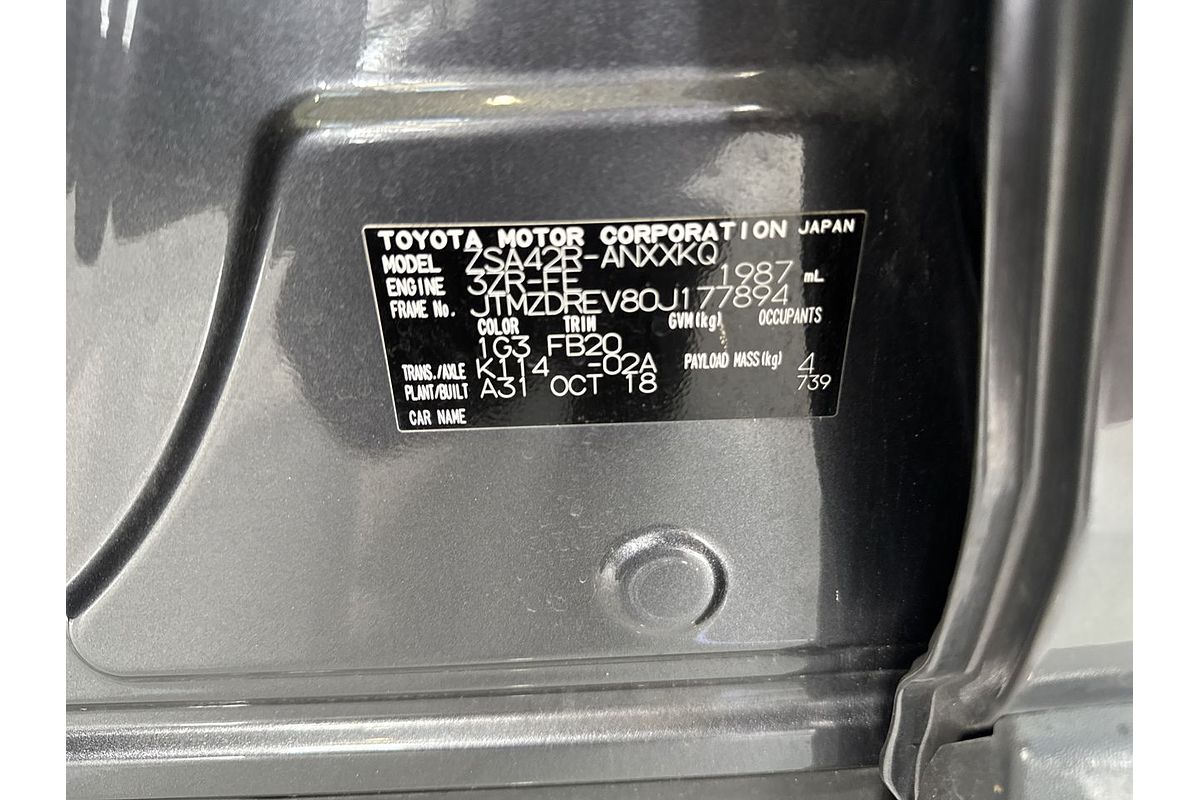 TOYOTA MOTOR CORPORATION JAPAN
MODEL ZSA42R-ANXXKQ
ENGINE 3ZR-FE 1987 mL
FRAME No. JTMZDREV80J177894
COLOR TRIM GVM(kg) OCCUPANTS
1G3 FB20
TRANS./AXLE K114 -02A PAYLOAD MASS(kg) 4
PLANT/BUILT A31 OCT 18 739
CAR NAME